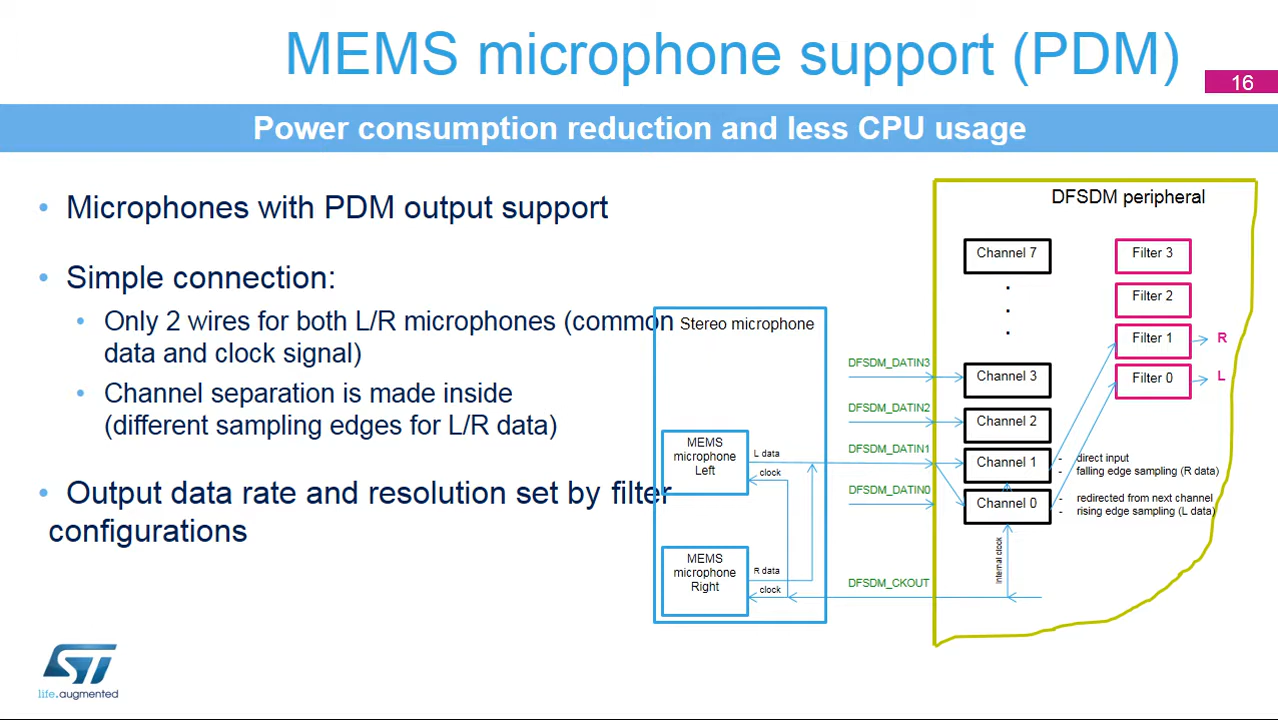 MEMS microphone support (PDM)
16
Power consumption reduction and less CPU usage
• Microphones with PDM output support
• Simple connection:
• Only 2 wires for both L/R microphones (common
data and clock signal)
• Channel separation is made inside
(different sampling edges for L/R data)
• Output data rate and resolution set by filter
configurations
Stereo microphone
MEMS
microphone
Left
L data
clock
MEMS
microphone
Right
R data
clock
DFSDM_DATIN3
DFSDM_DATIN2
DFSDM_DATIN1
DFSDM_DATIN0
DFSDM_CKOUT
DFSDM peripheral
Channel 7
Channel 3
Channel 2
Channel 1
Channel 0
Internal clock
Filter 3
Filter 2
Filter 1
R
Filter 0
L
- direct input
- falling edge sampling (R data)
- redirected from next channel
- rising edge sampling (L data)
ST
life.augmented